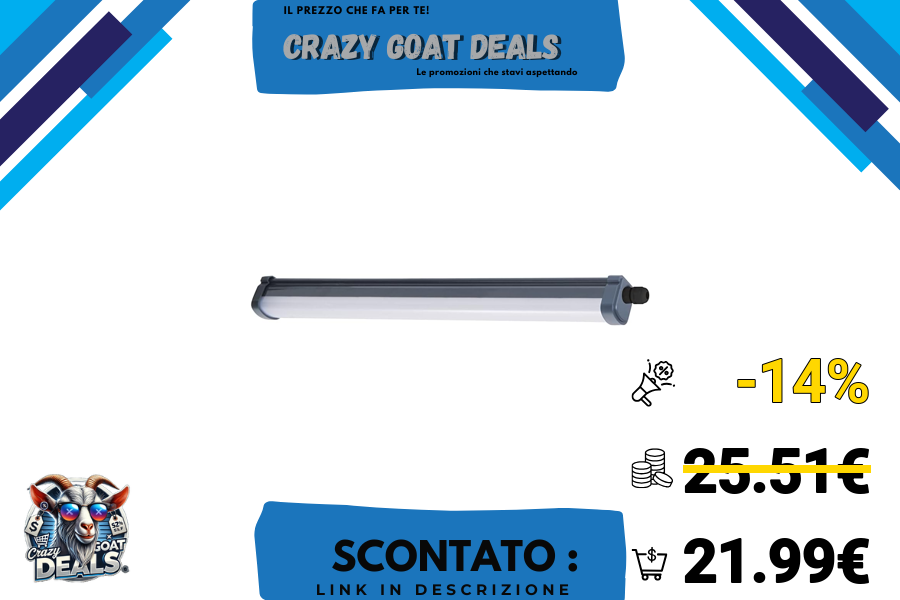 IL PREZZO CHE FA PER TE!
CRAZY GOAT DEALS
Le promozioni che stavi aspettando
-14%
25.51€
21.99€
$
57%
Crazy
GOAT
DEALS
SCONTATO :
LINK IN DESCRIZIONE